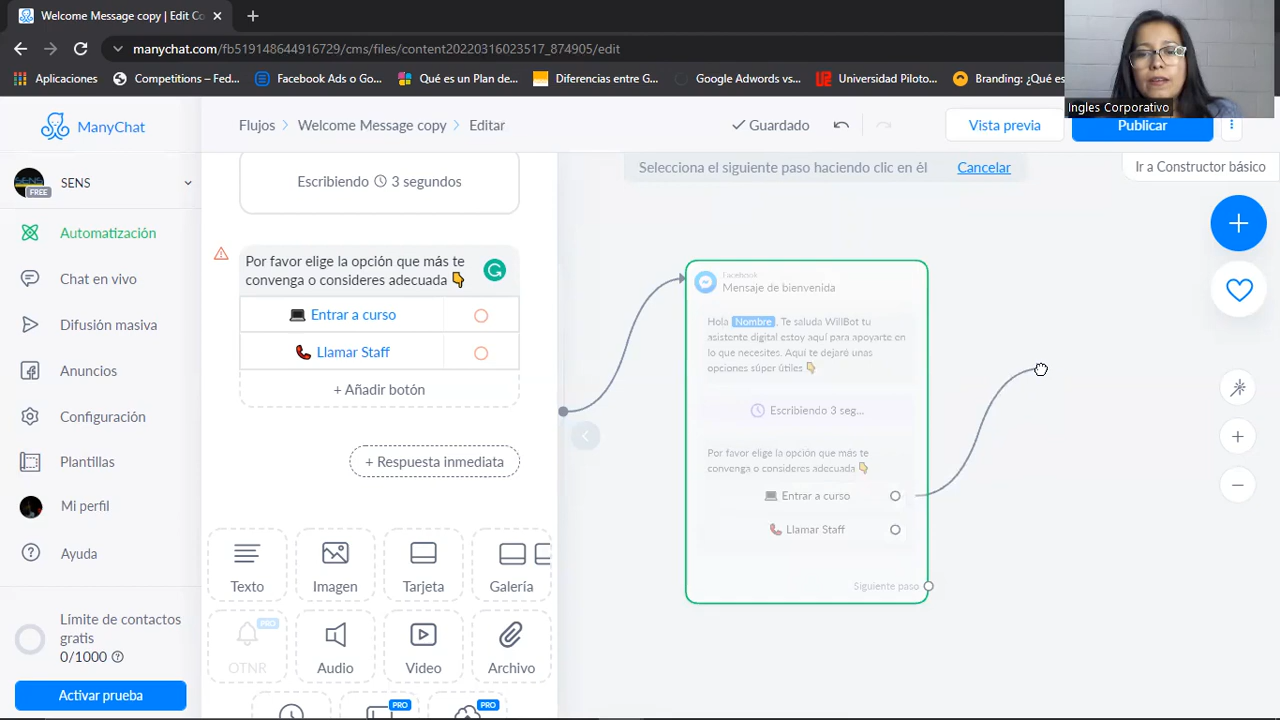 Welcome Message copy | Edit Co
manychat.com/fb519148644916729/cms/files/content20200316023517_874905/edit
Aplicaciones
Competitions – Fed...
Facebook Ads o Go...
Qué en el Plan de...
Diferencias entre G...
Google Adwords vs...
Universidad Piloto...
Branding: ¿Qué es
Ingles Corporativo
ManyChat
Flujos
Welcome Message copy
Editar
Guardado
Vista previa
Publicar
SENS
FREE
Automatización
Chat en vivo
Difusión masiva
Anuncios
Configuración
Plantillas
Mi perfil
Ayuda
Límite de contactos
gratis
0/1000
Activar prueba
Escribiendo 3 segundos
Por favor elige la opción que más te
convenga o consideres adecuada
Entrar a curso
Llamar Staff
+ Añadir botón
+ Respuesta inmediata
Texto
Imagen
Tarjeta
Galería
OTNR
PRO
Audio
Video
Archivo
PRO
PRO
Selecciona el siguiente paso haciendo clic en él
Cancelar
Ir a Constructor básico
Facebook
Mensaje de bienvenida
Hola Nombre. Te saluda WillBot tu
asistente digital estoy aquí para apoyarte en
lo que necesites. Aquí te dejaré unas
opciones súper útiles
Escribiendo 3 seg...
Por favor elige la opción que más te
convenga o consideres adecuada
Entrar a curso
Llamar Staff
Siguiente paso